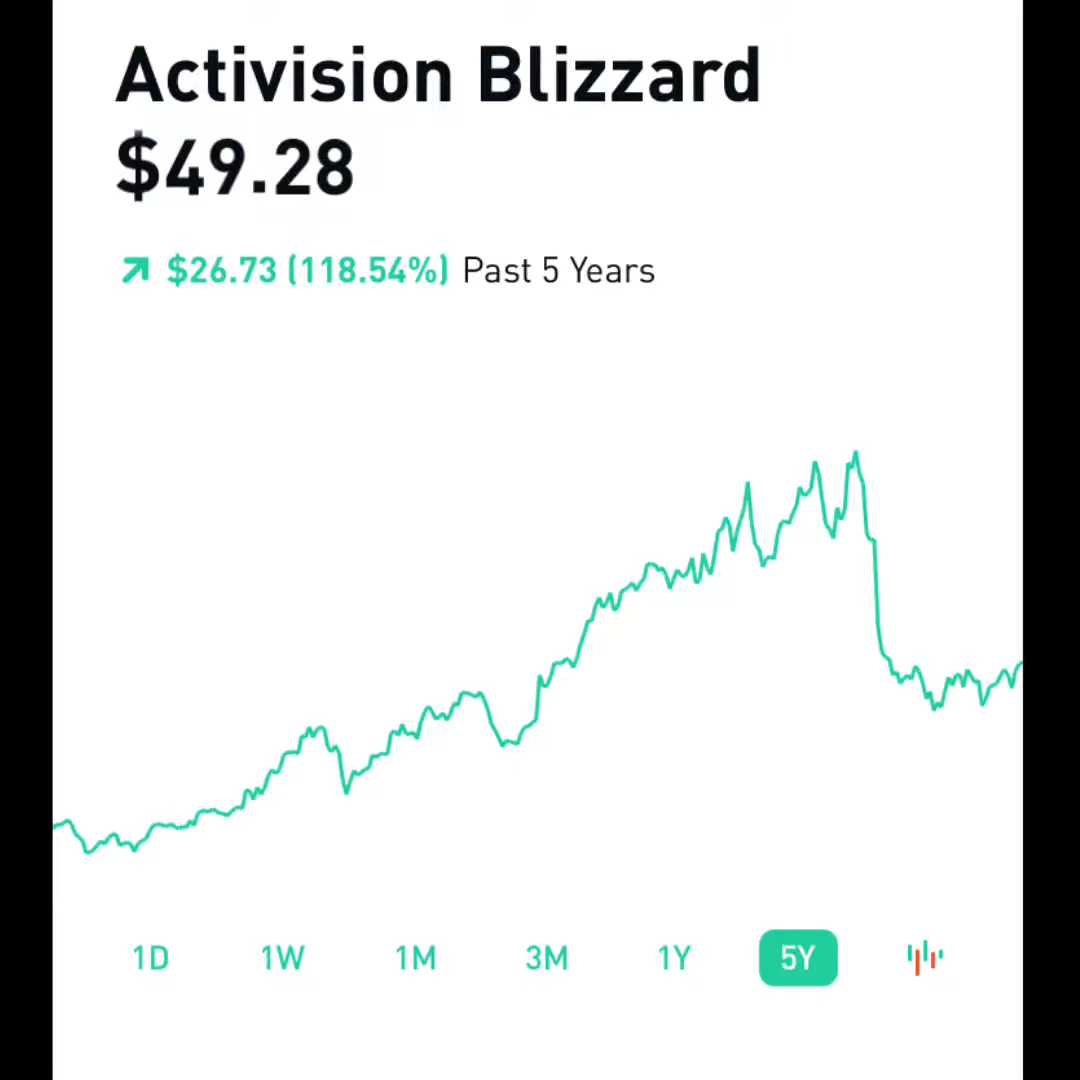 Activision Blizzard
$49.28
$26.73 (118.54%) Past 5 Years
1D 1W 1M 3M 1Y 5Y